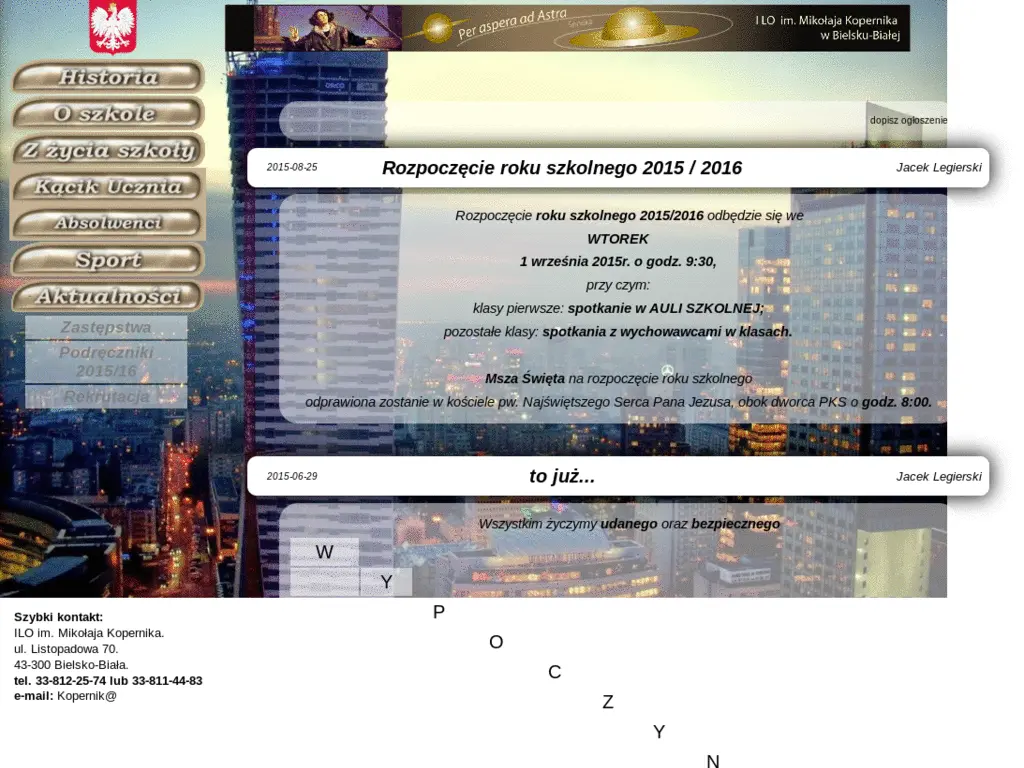 Per aspera ad Astra
Seneka
I LO im. Mikołaja Kopernika
w Bielsku-Białej
Historia
O szkole
Z życia szkoły
Kącik Ucznia
Absolwenci
Sport
Aktualności
Zastępstwa
Podręczniki
2015/16
Rekrutacja
dopisz ogłoszenie
2015-08-25 Rozpoczęcie roku szkolnego 2015 / 2016 Jacek Legierski
Rozpoczęcie roku szkolnego 2015/2016 odbędzie się we
WTOREK
1 września 2015r. o godz. 9:30,
przy czym:
klasy pierwsze: spotkanie w AULI SZKOLNEJ;
pozostałe klasy: spotkania z wychowawcami w klasach.
Msza Święta na rozpoczęcie roku szkolnego
odprawiona zostanie w kościele pw. Najświętszego Serca Pana Jezusa, obok dworca PKS o godz. 8:00.
2015-06-29 to już... Jacek Legierski
Wszystkim życzymy udanego oraz bezpiecznego
W
Y
P
O
C
Z
Y
N
Szybki kontakt:
ILO im. Mikołaja Kopernika.
ul. Listopadowa 70.
43-300 Bielsko-Biała.
tel. 33-812-25-74 lub 33-811-44-83
e-mail: Kopernik@